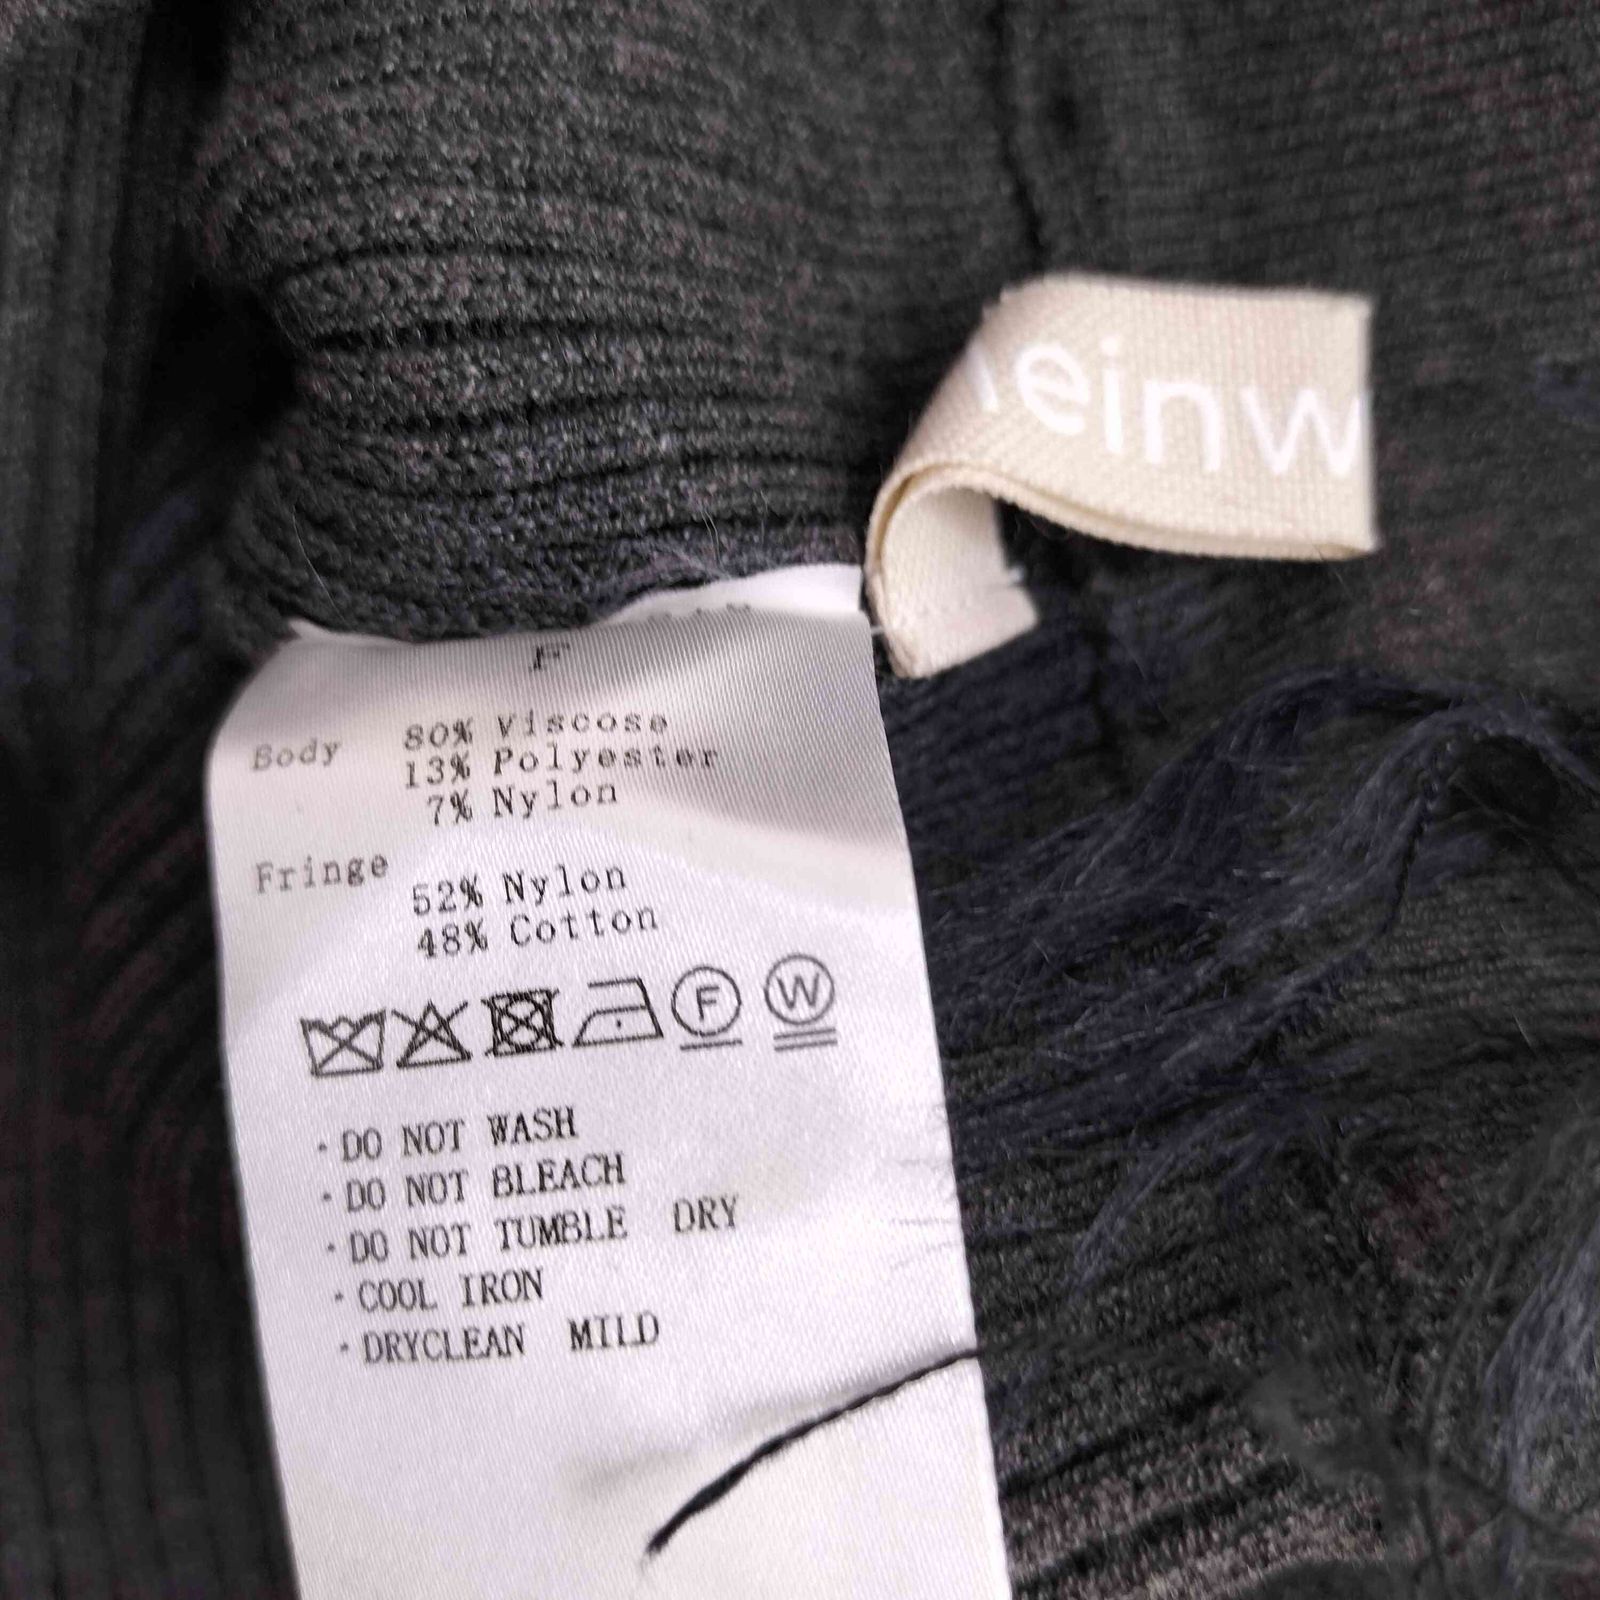 einw
F
Body 80% Viscose
13% Polyester
7% Nylon
Fringe 52% Nylon
48% Cotton
F W
· DO NOT WASH
· DO NOT BLEACH
· DO NOT TUMBLE DRY
· COOL IRON
· DRYCLEAN MILD